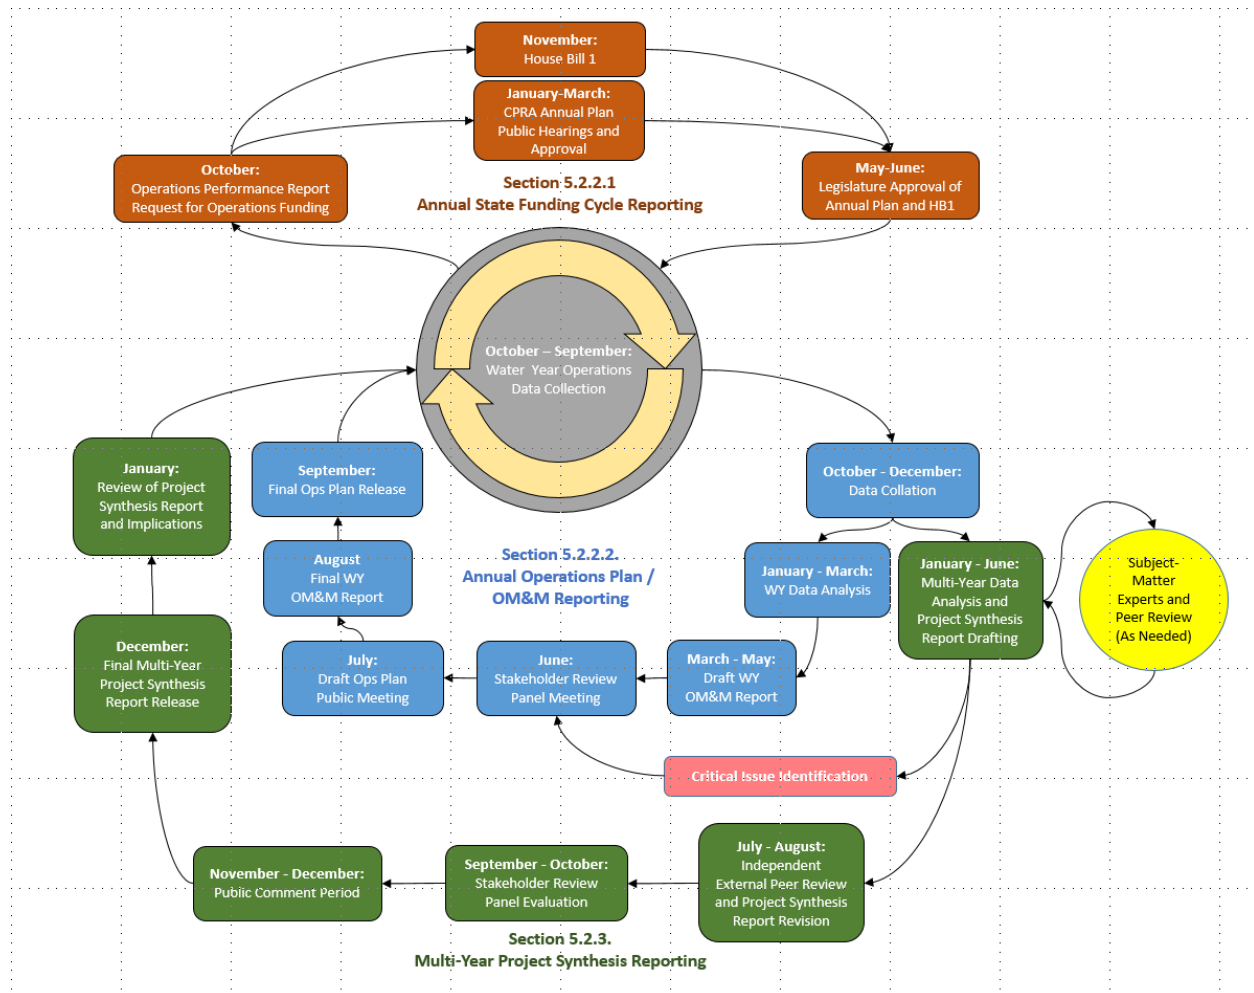 November:
House Bill 1
January-March:
CPRA Annual Plan
Public Hearings and
Approval
October:
Operations Performance Report
Request for Operations Funding
May-June:
Legislature Approval of
Annual Plan and HB1
Section 5.2.2.1
Annual State Funding Cycle Reporting
October – September:
Water Year Operations
Data Collection
January:
Review of Project
Synthesis Report
and Implications
September:
Final Ops Plan Release
October - December:
Data Collation
August
Final WY
OM&M Report
Section 5.2.2.2.
Annual Operations Plan /
OM&M Reporting
January - March:
WY Data Analysis
January - June:
Multi-Year Data
Analysis and
Project Synthesis
Report Drafting
Subject-
Matter
Experts and
Peer Review
(As Needed)
December:
Final Multi-Year
Project Synthesis
Report Release
July:
Draft Ops Plan
Public Meeting
June:
Stakeholder Review
Panel Meeting
March - May:
Draft WY
OM&M Report
Critical Issue Identification
November - December:
Public Comment Period
September - October:
Stakeholder Review
Panel Evaluation
July - August:
Independent
External Peer Review
and Project Synthesis
Report Revision
Section 5.2.3.
Multi-Year Project Synthesis Reporting